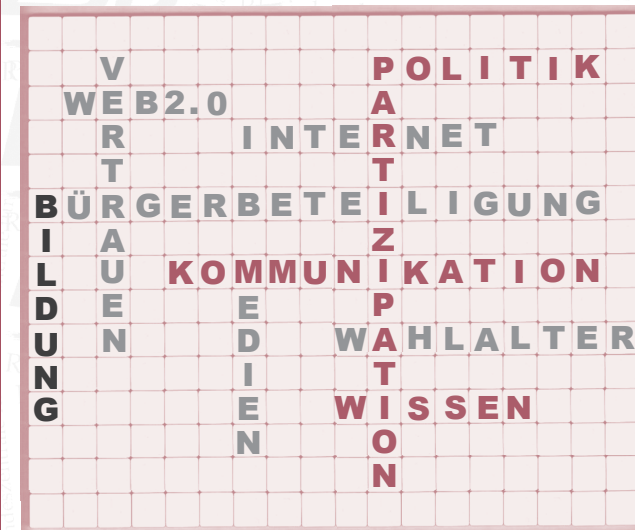 POLITIK
WEB2.0
INTERNET
BÜRGERBETEILIGUNG
KOMMUNIKATION
WAHLALTER
WISSEN
BILDUNG
VERTRAUEN
MEDIEN
PARTIZIPATION